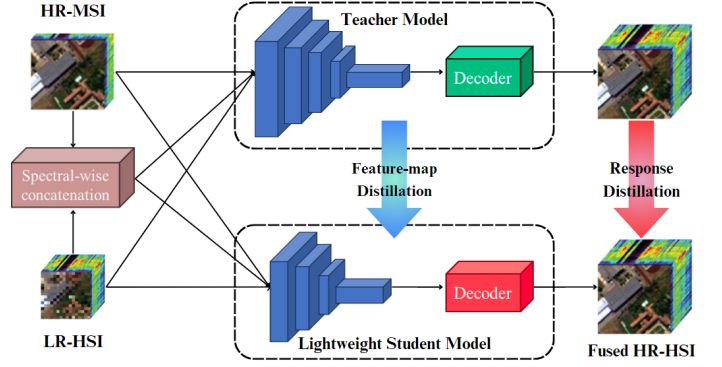 HR-MSI
Teacher Model
Decoder
Spectral-wise
concatenation
Feature-map
Distillation
Response
Distillation
Decoder
LR-HSI
Lightweight Student Model
Fused HR-HSI